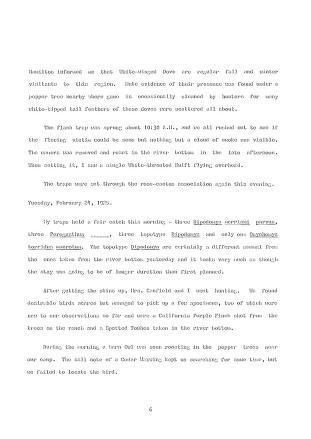 Hamilton informed us that White-winged Dove are regular fall and winter
visitants to this region. Mute evidence of their presence was found under a
pepper tree nearby where game is occasionally cleaned by hunters for many
white-tipped tail feathers of these doves were scattered all about.
The flash trap was sprung about 10:30 A.M., and we all rushed out to see if
the fleeing victim could be seen but nothing but a cloud of smoke was visible.
The camera was removed and reset in the river bottom in the late afternoon.
Then setting it, I saw a single White-throated Swift flying overhead.
The traps were set through the rose-cactus association again this evening.
Tuesday, February 24, 1925.
My traps held a fair catch this morning - three Dipodomys merriami parvus,
three Perognathus ______, three topotype Dipodomys and only one Onychomys
torridus The topotype Dipodomys are certainly a different animal from
the ones taken from the river bottom yesterday and it looks very much as though
the stay was going to be of longer duration than first planned.
After getting the skins up, Mrs. Canfield and I went hunting. We found
desirable birds scarce but managed to pick up a few specimens, two of which were
new to our observations so far and were a California Purple Finch shot from the
trees on the ranch and a Spotted Towhee taken in the river bottom.
During the morning a Barn Owl was seen roosting in the pepper trees near
our camp. The call note of a Cedar Waxwing kept us searching for some time, but
we failed to locate the bird.
6